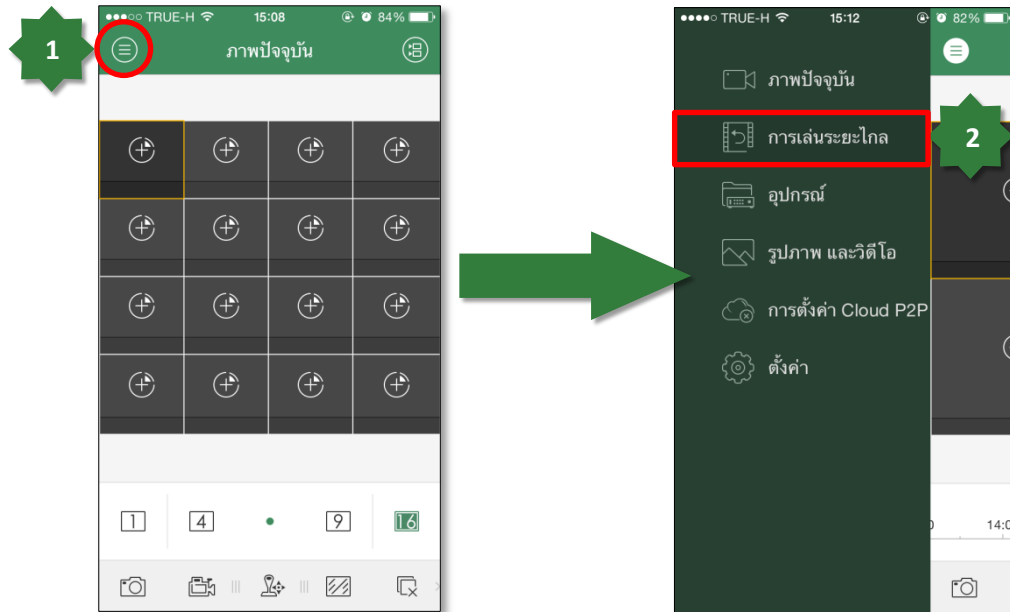 1
TRUE-H 15:08 84%
ภาพปัจจุบัน
1 4 9 16
TRUE-H 15:12 82%
ภาพปัจจุบัน
การเล่นระยะไกล
2
อุปกรณ์
รูปภาพ และวิดีโอ
การตั้งค่า Cloud P2P
ตั้งค่า